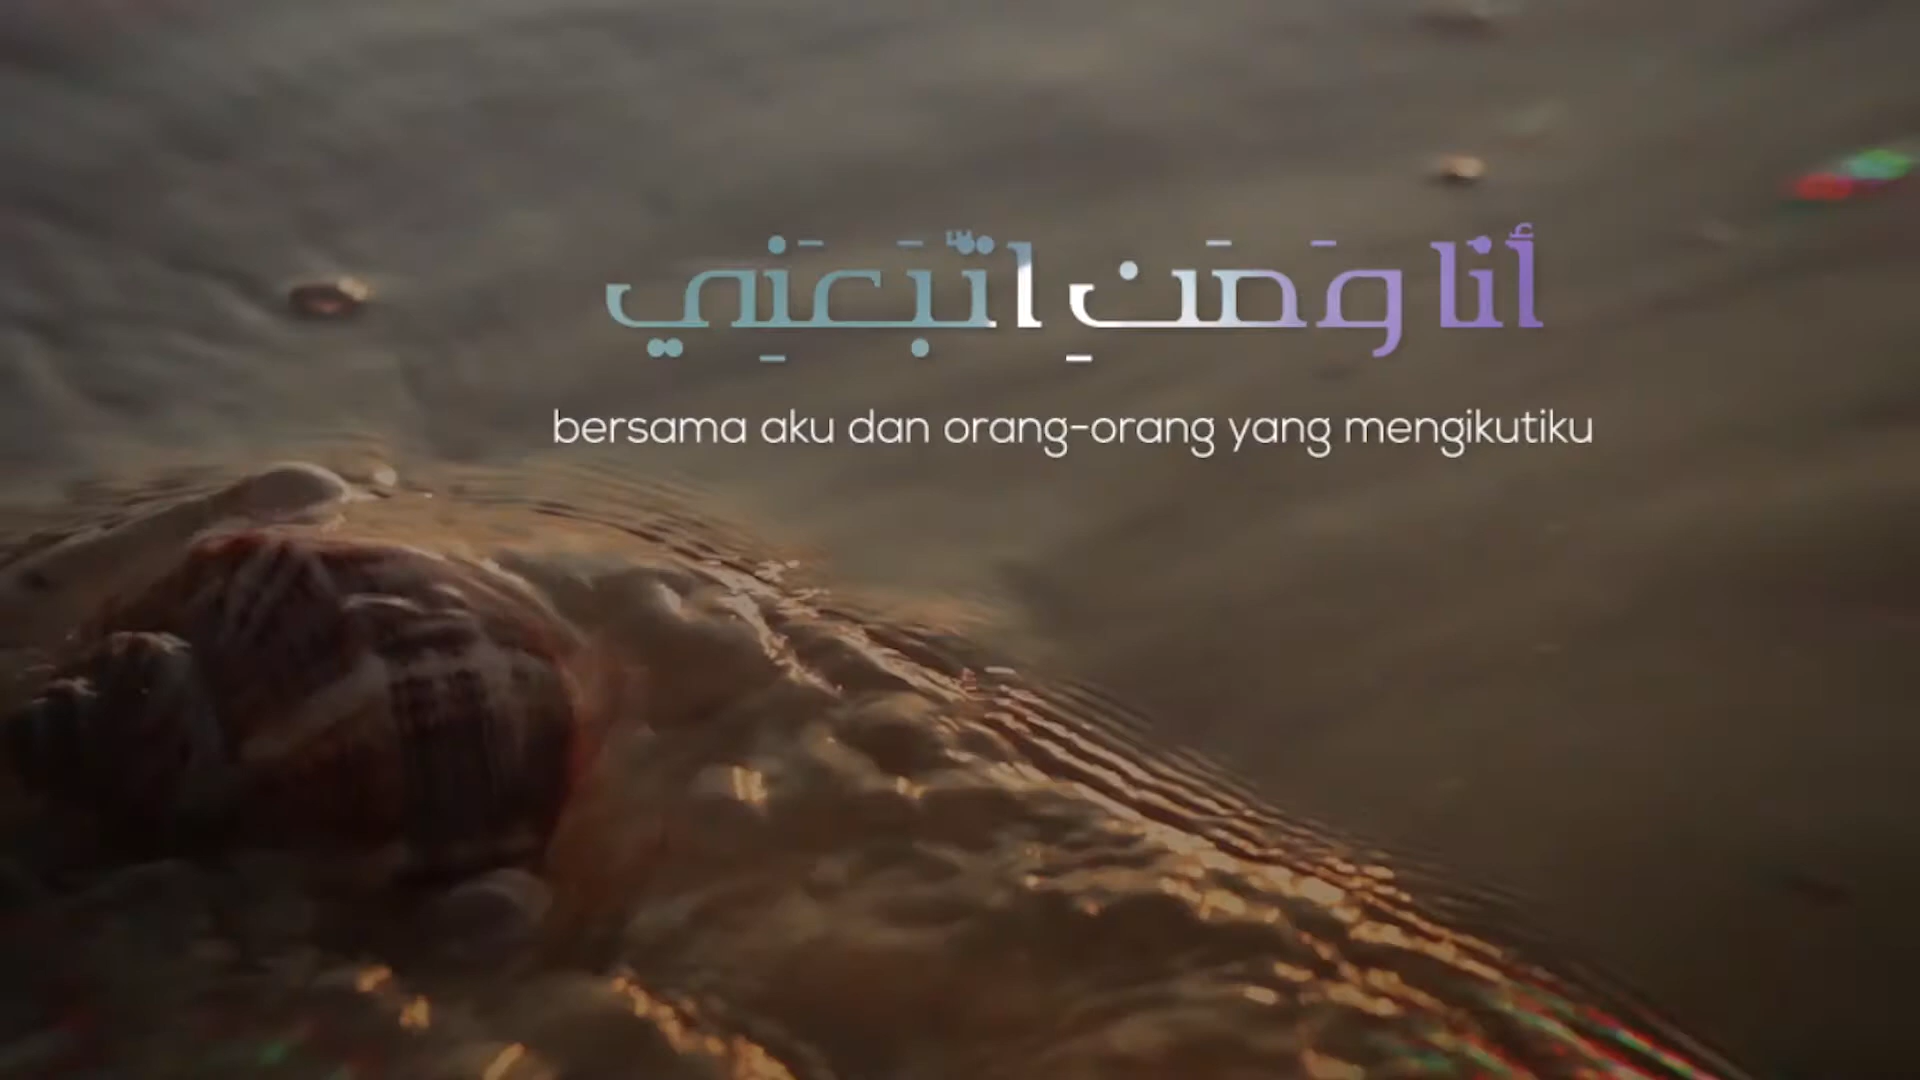 أنا وَمَنِ اتَّبَعَنِي
bersama aku dan orang-orang yang mengikutiku